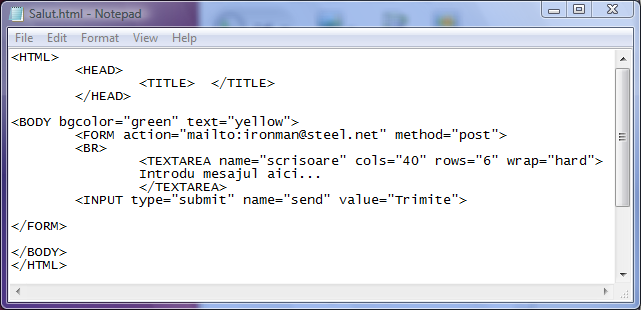 Salut.html - Notepad
File Edit Format View Help
<HTML>
<HEAD>
<TITLE>  </TITLE>
</HEAD>
<BODY bgcolor="green" text="yellow">
<FORM action="mailto:ironman@steel.net" method="post">
<BR>
<TEXTAREA name="scrisoare" cols="40" rows="6" wrap="hard">
Introdu mesajul aici...
</TEXTAREA>
<INPUT type="submit" name="send" value="Trimite">
</FORM>
</BODY>
</HTML>